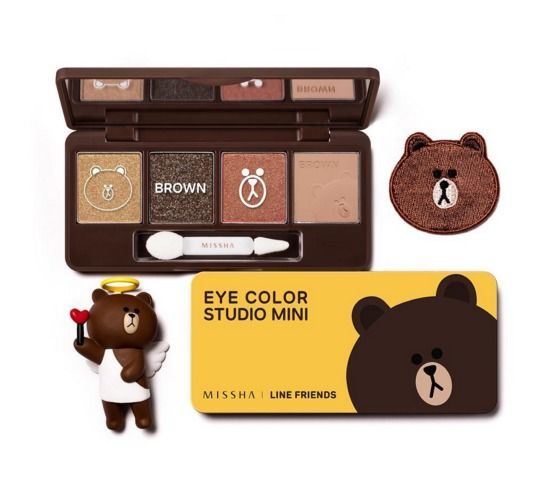 BROWN
BROWN
BROWN
MISSHA
EYE COLOR
STUDIO MINI
MISSHA | LINE FRIENDS